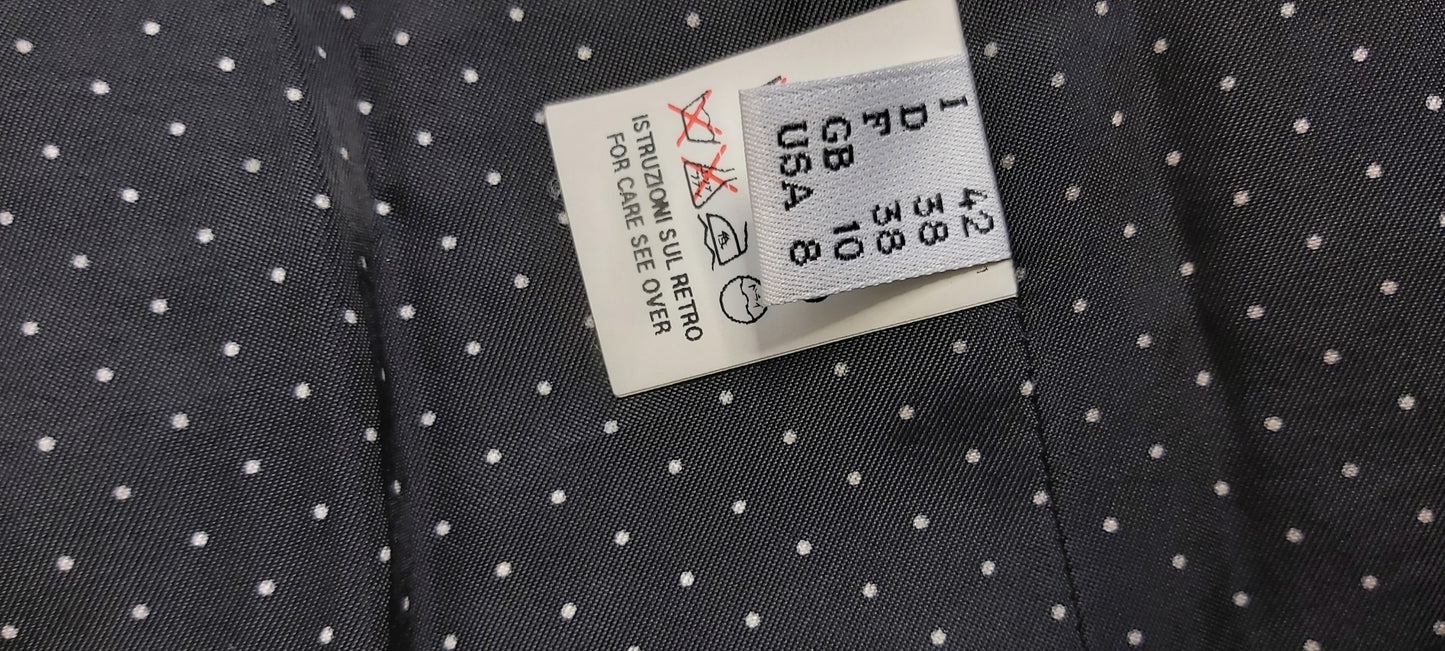 I 42
D 38
F 38
GB 10
USA 8
ISTRUZIONI SUL RETRO
FOR CARE SEE OVER